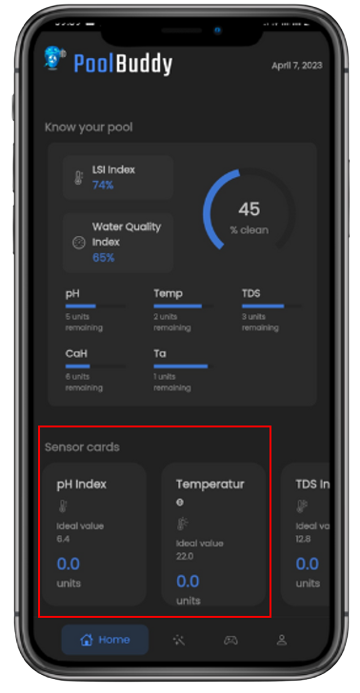 PoolBuddy
April 7, 2023
Know your pool
LSI Index
74%
Water Quality
Index
65%
45
% clean
pH
5 units
remaining
Temp
2 units
remaining
TDS
3 units
remaining
CaH
6 units
remaining
Ta
1 units
remaining
Sensor cards
pH Index
Ideal value
6.4
0.0
units
Temperatur
e
Ideal value
22.0
0.0
units
TDS In
Ideal va
12.8
0.0
units
Home